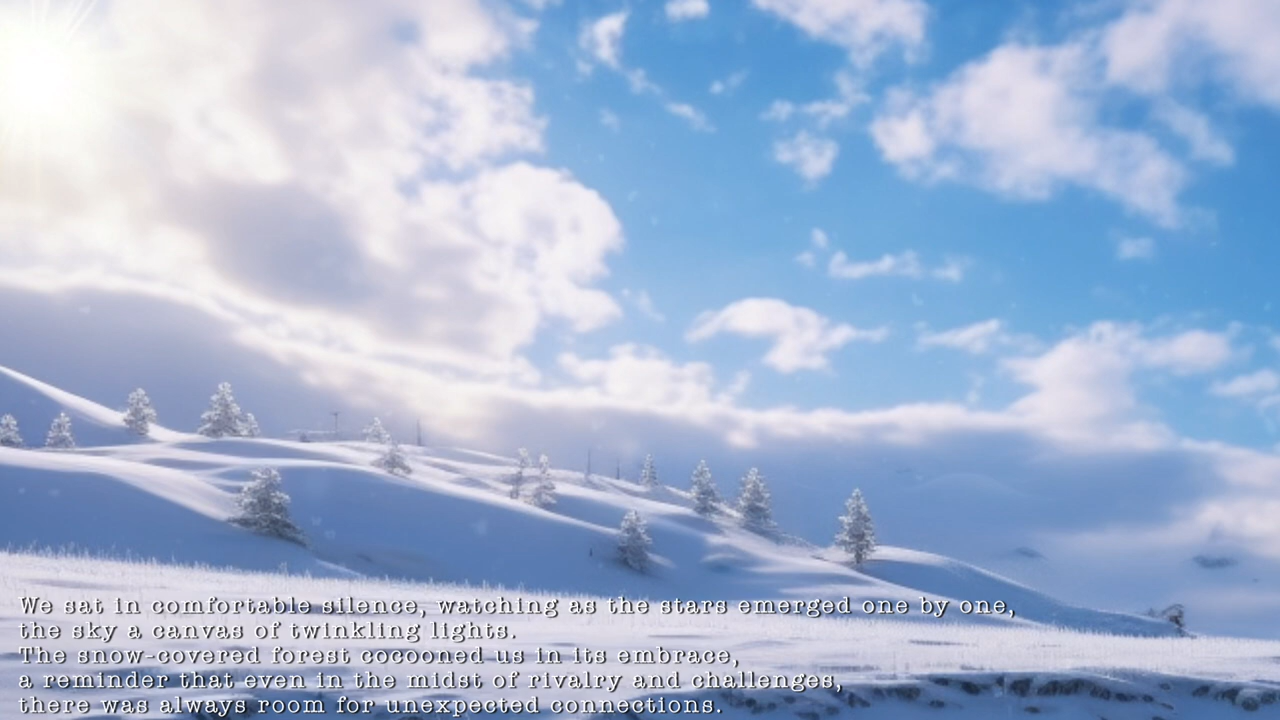 We sat in comfortable silence, watching as the stars emerged one by one,
the sky a canvas of twinkling lights.
The snow-covered forest cocooned us in its embrace,
a reminder that even in the midst of rivalry and challenges,
there was always room for unexpected connections.